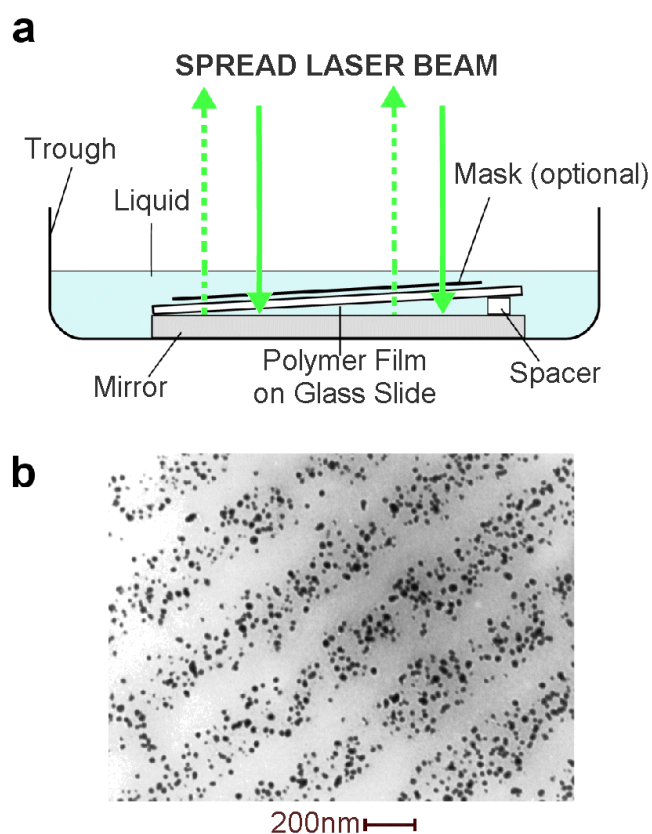 a
SPREAD LASER BEAM
Trough
Mask (optional)
Liquid
Polymer Film
on Glass Slide
Mirror
Spacer
b
200nm